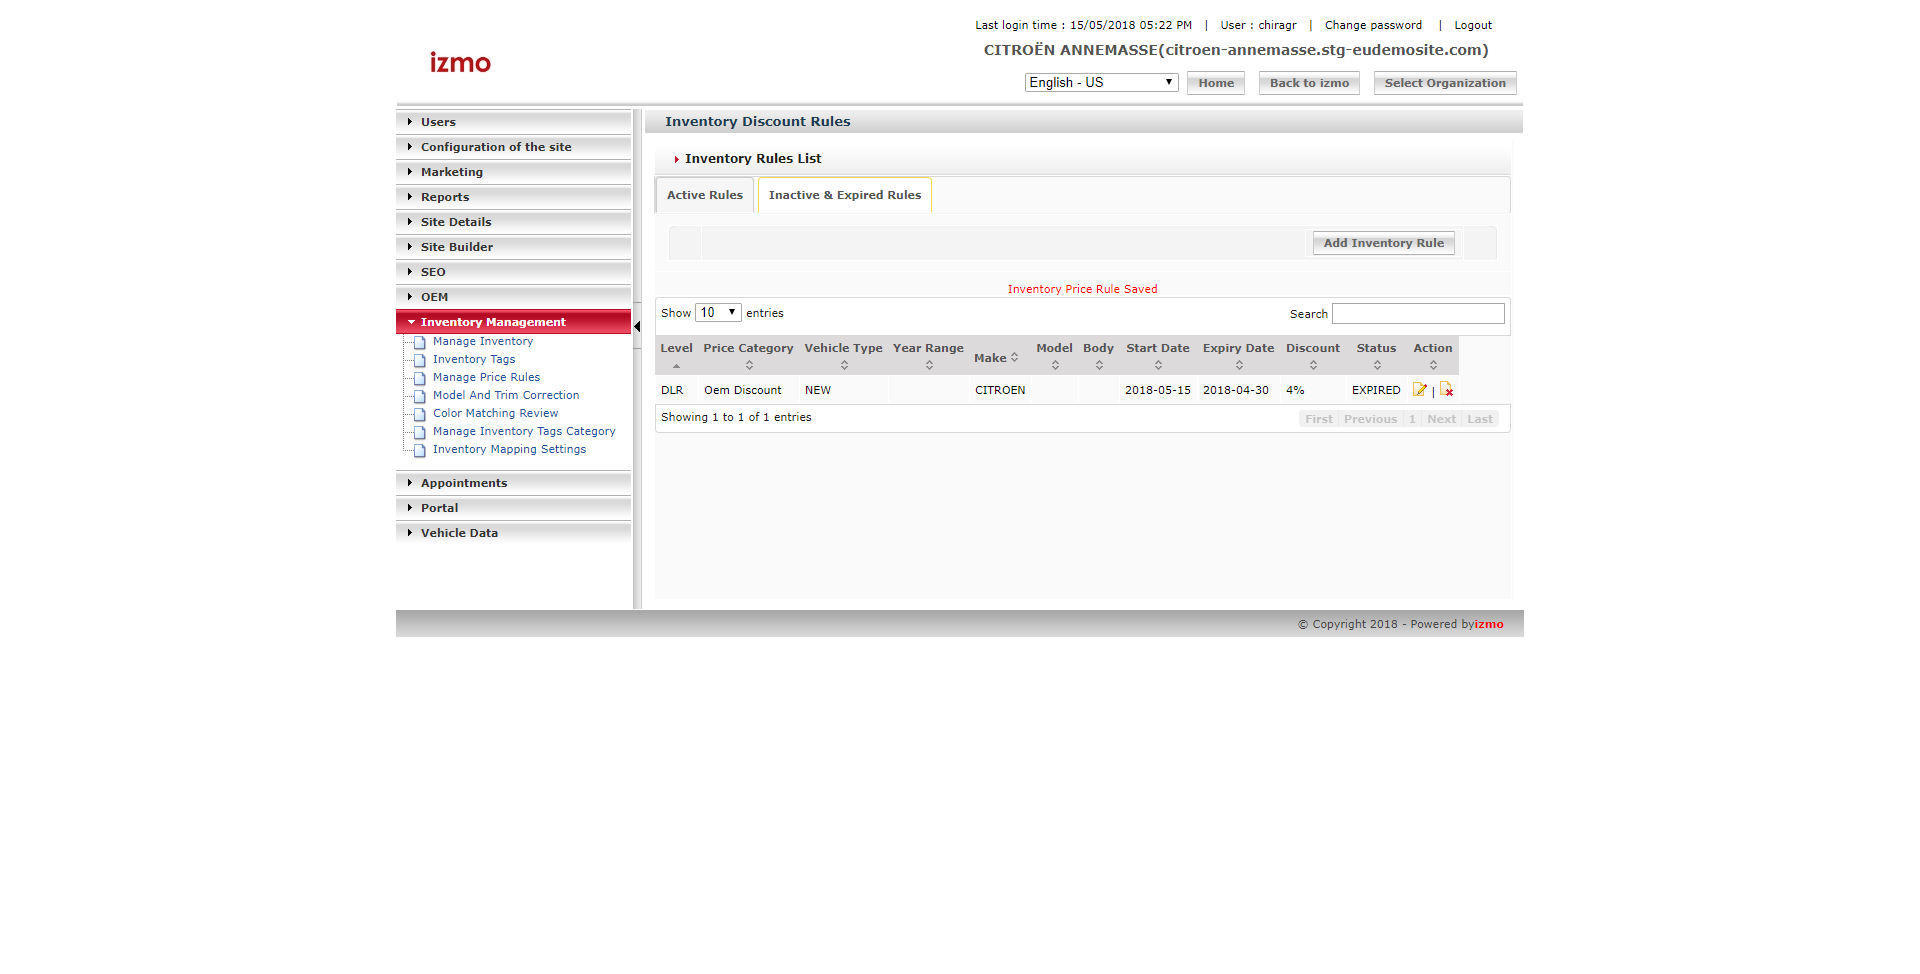 Last login time : 15/05/2018 05:22 PM | User : chiragr | Change password | Logout
izmo
CITROËN ANNEMASSE(citroen-annemasse.stg-eudemosite.com)
English - US Home Back to izmo Select Organization
Users
Configuration of the site
Marketing
Reports
Site Details
Site Builder
SEO
OEM
Inventory Management
Manage Inventory
Inventory Tags
Manage Price Rules
Model And Trim Correction
Color Matching Review
Manage Inventory Tags Category
Inventory Mapping Settings
Appointments
Portal
Vehicle Data
Inventory Discount Rules
Inventory Rules List
Active Rules Inactive & Expired Rules
Add Inventory Rule
Inventory Price Rule Saved
Show 10 entries Search
Level Price Category Vehicle Type Year Range Make Model Body Start Date Expiry Date Discount Status Action
DLR Oem Discount NEW CITROEN 2018-05-15 2018-04-30 4% EXPIRED |
Showing 1 to 1 of 1 entries First Previous 1 Next Last
© Copyright 2018 - Powered byizmo